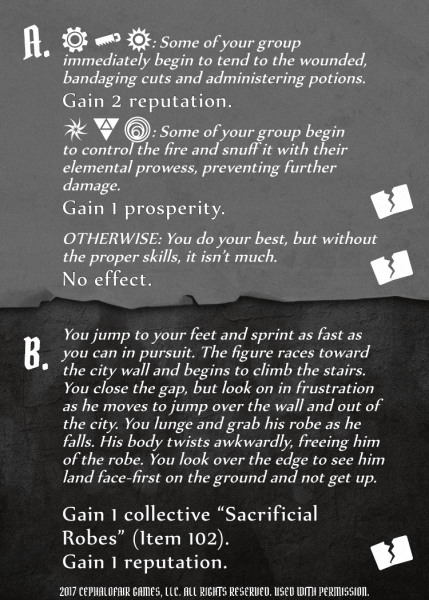 A. : Some of your group
immediately begin to tend to the wounded,
bandaging cuts and administering potions.
Gain 2 reputation.
: Some of your group begin
to control the fire and snuff it with their
elemental prowess, preventing further
damage.
Gain 1 prosperity.
OTHERWISE: You do your best, but without
the proper skills, it isn't much.
No effect.
B. You jump to your feet and sprint as fast as
you can in pursuit. The figure races toward
the city wall and begins to climb the stairs.
You close the gap, but look on in frustration
as he moves to jump over the wall and out of
the city. You lunge and grab his robe as he
falls. His body twists awkwardly, freeing him
of the robe. You look over the edge to see him
land face-first on the ground and not get up.
Gain 1 collective “Sacrificial
Robes” (Item 102).
Gain 1 reputation.
2017 CEPHALOFAIR GAMES, LLC. ALL RIGHTS RESERVED. USED WITH PERMISSION.